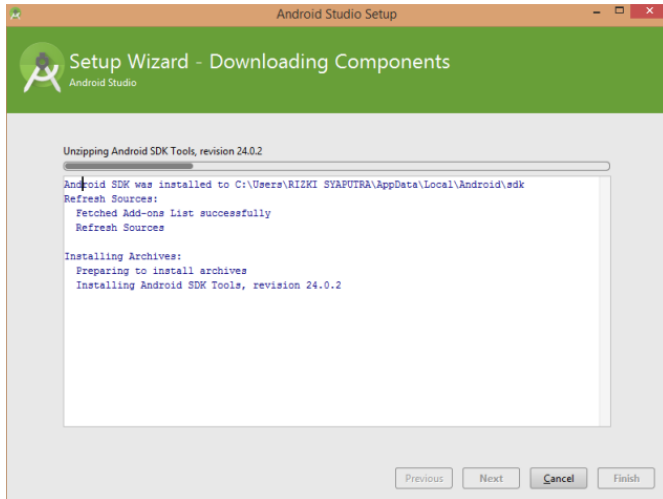 Android Studio Setup
Setup Wizard - Downloading Components
Android Studio
Unzipping Android SDK Tools, revision 24.0.2
Android SDK was installed to C:\Users\RIZKI SYAPUTRA\AppData\Local\Android\sdk
Refresh Sources:
Fetched Add-ons List successfully
Refresh Sources
Installing Archives:
Preparing to install archives
Installing Android SDK Tools, revision 24.0.2
Previous Next Cancel Finish